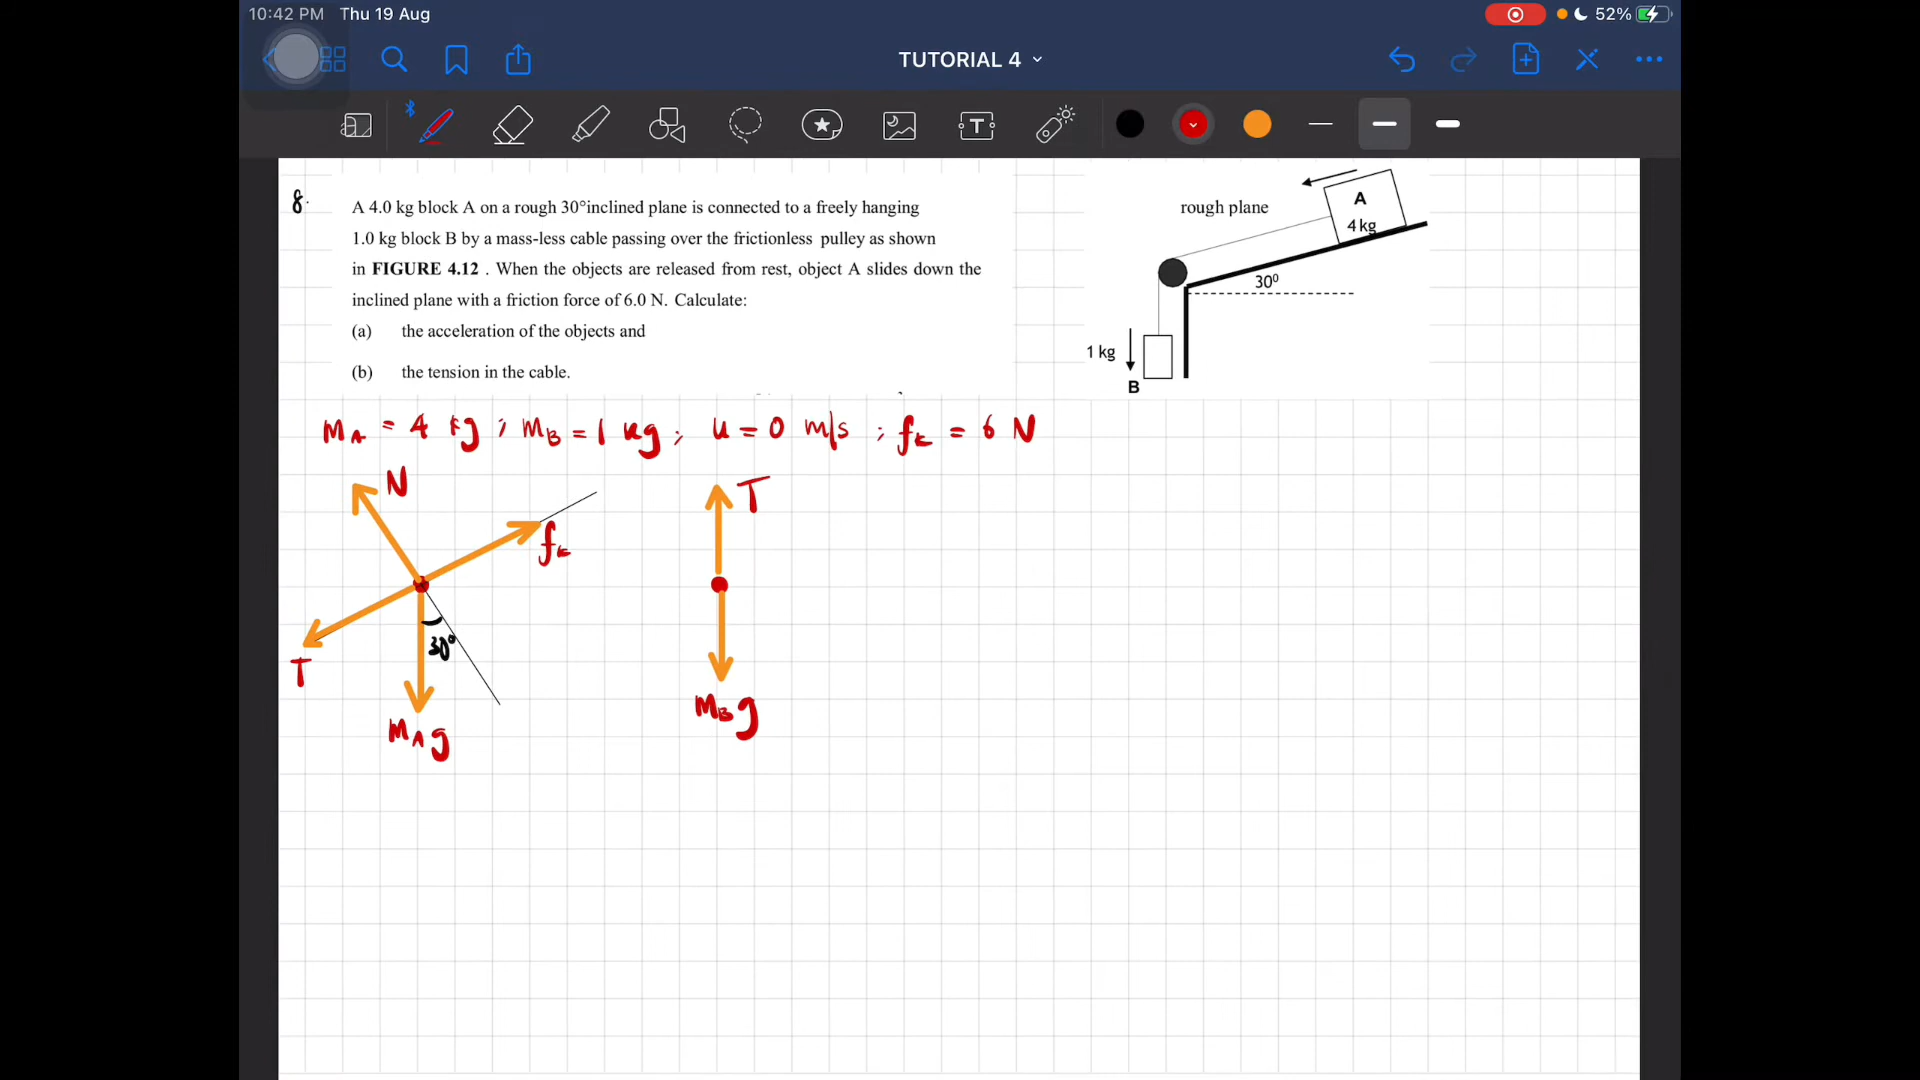 10:42 PM Thu 19 Aug
52%
TUTORIAL 4
8.
A 4.0 kg block A on a rough 30°inclined plane is connected to a freely hanging
1.0 kg block B by a mass-less cable passing over the frictionless pulley as shown
in FIGURE 4.12 . When the objects are released from rest, object A slides down the
inclined plane with a friction force of 6.0 N. Calculate:
(a) the acceleration of the objects and
(b) the tension in the cable.
rough plane
A
4 kg
30⁰
1 kg
B
mA = 4 kg ; mB = 1 kg ; u = 0 m/s ; fk = 6 N
N
fk
30°
T
mAg
T
mBg